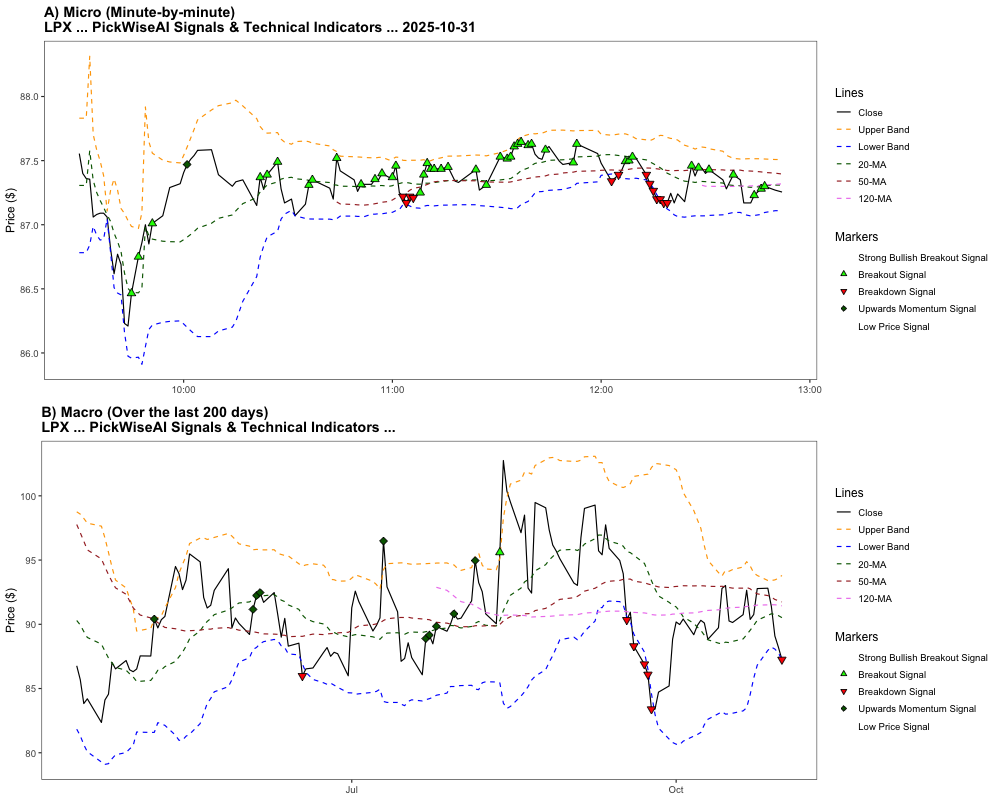 A) Micro (Minute-by-minute)
LPX ... PickWiseAI Signals & Technical Indicators ... 2025-10-31
Price ($)
88.0
87.5
87.0
86.5
86.0
10:00
11:00
12:00
13:00
Lines
Close
Upper Band
Lower Band
20-MA
50-MA
120-MA
Markers
Strong Bullish Breakout Signal
Breakout Signal
Breakdown Signal
Upwards Momentum Signal
Low Price Signal
B) Macro (Over the last 200 days)
LPX ... PickWiseAI Signals & Technical Indicators ...
Price ($)
100
95
90
85
80
Jul
Oct
Lines
Close
Upper Band
Lower Band
20-MA
50-MA
120-MA
Markers
Strong Bullish Breakout Signal
Breakout Signal
Breakdown Signal
Upwards Momentum Signal
Low Price Signal